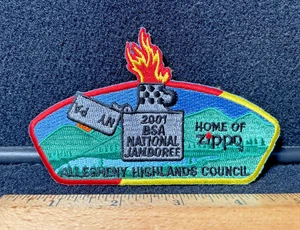 NY
PA
2001
BSA
NATIONAL
JAMBOREE
HOME OF
zippo
ALLEGHENY HIGHLANDS COUNCIL